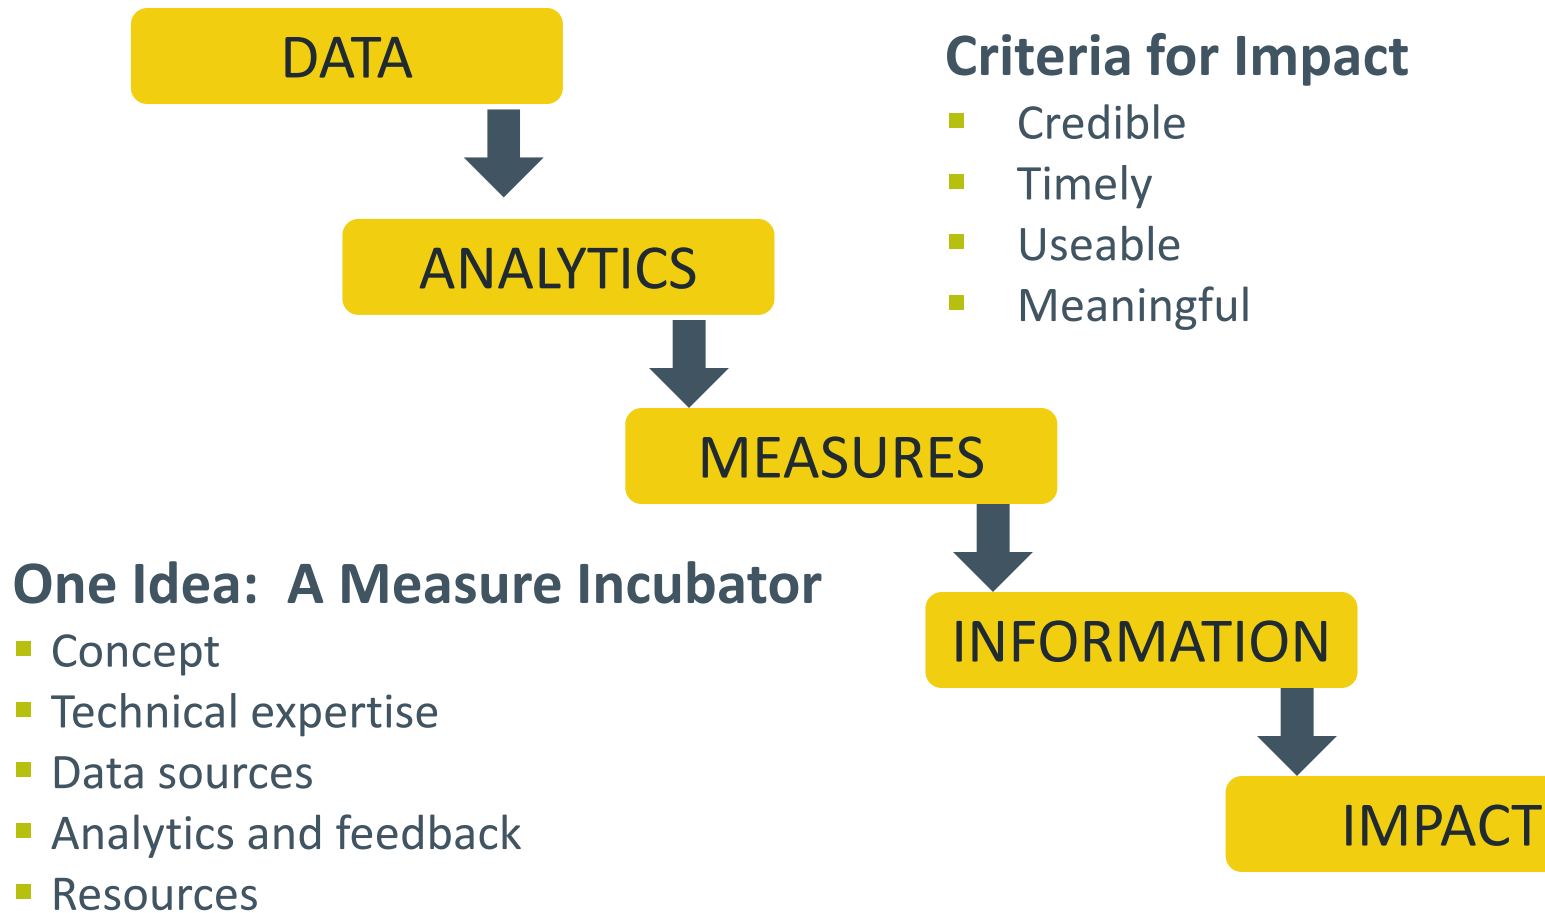 DATA
Criteria for Impact
Credible
Timely
Useable
Meaningful
ANALYTICS
MEASURES
One Idea:  A Measure Incubator
Concept
Technical expertise
Data sources
Analytics and feedback
Resources
INFORMATION
IMPACT